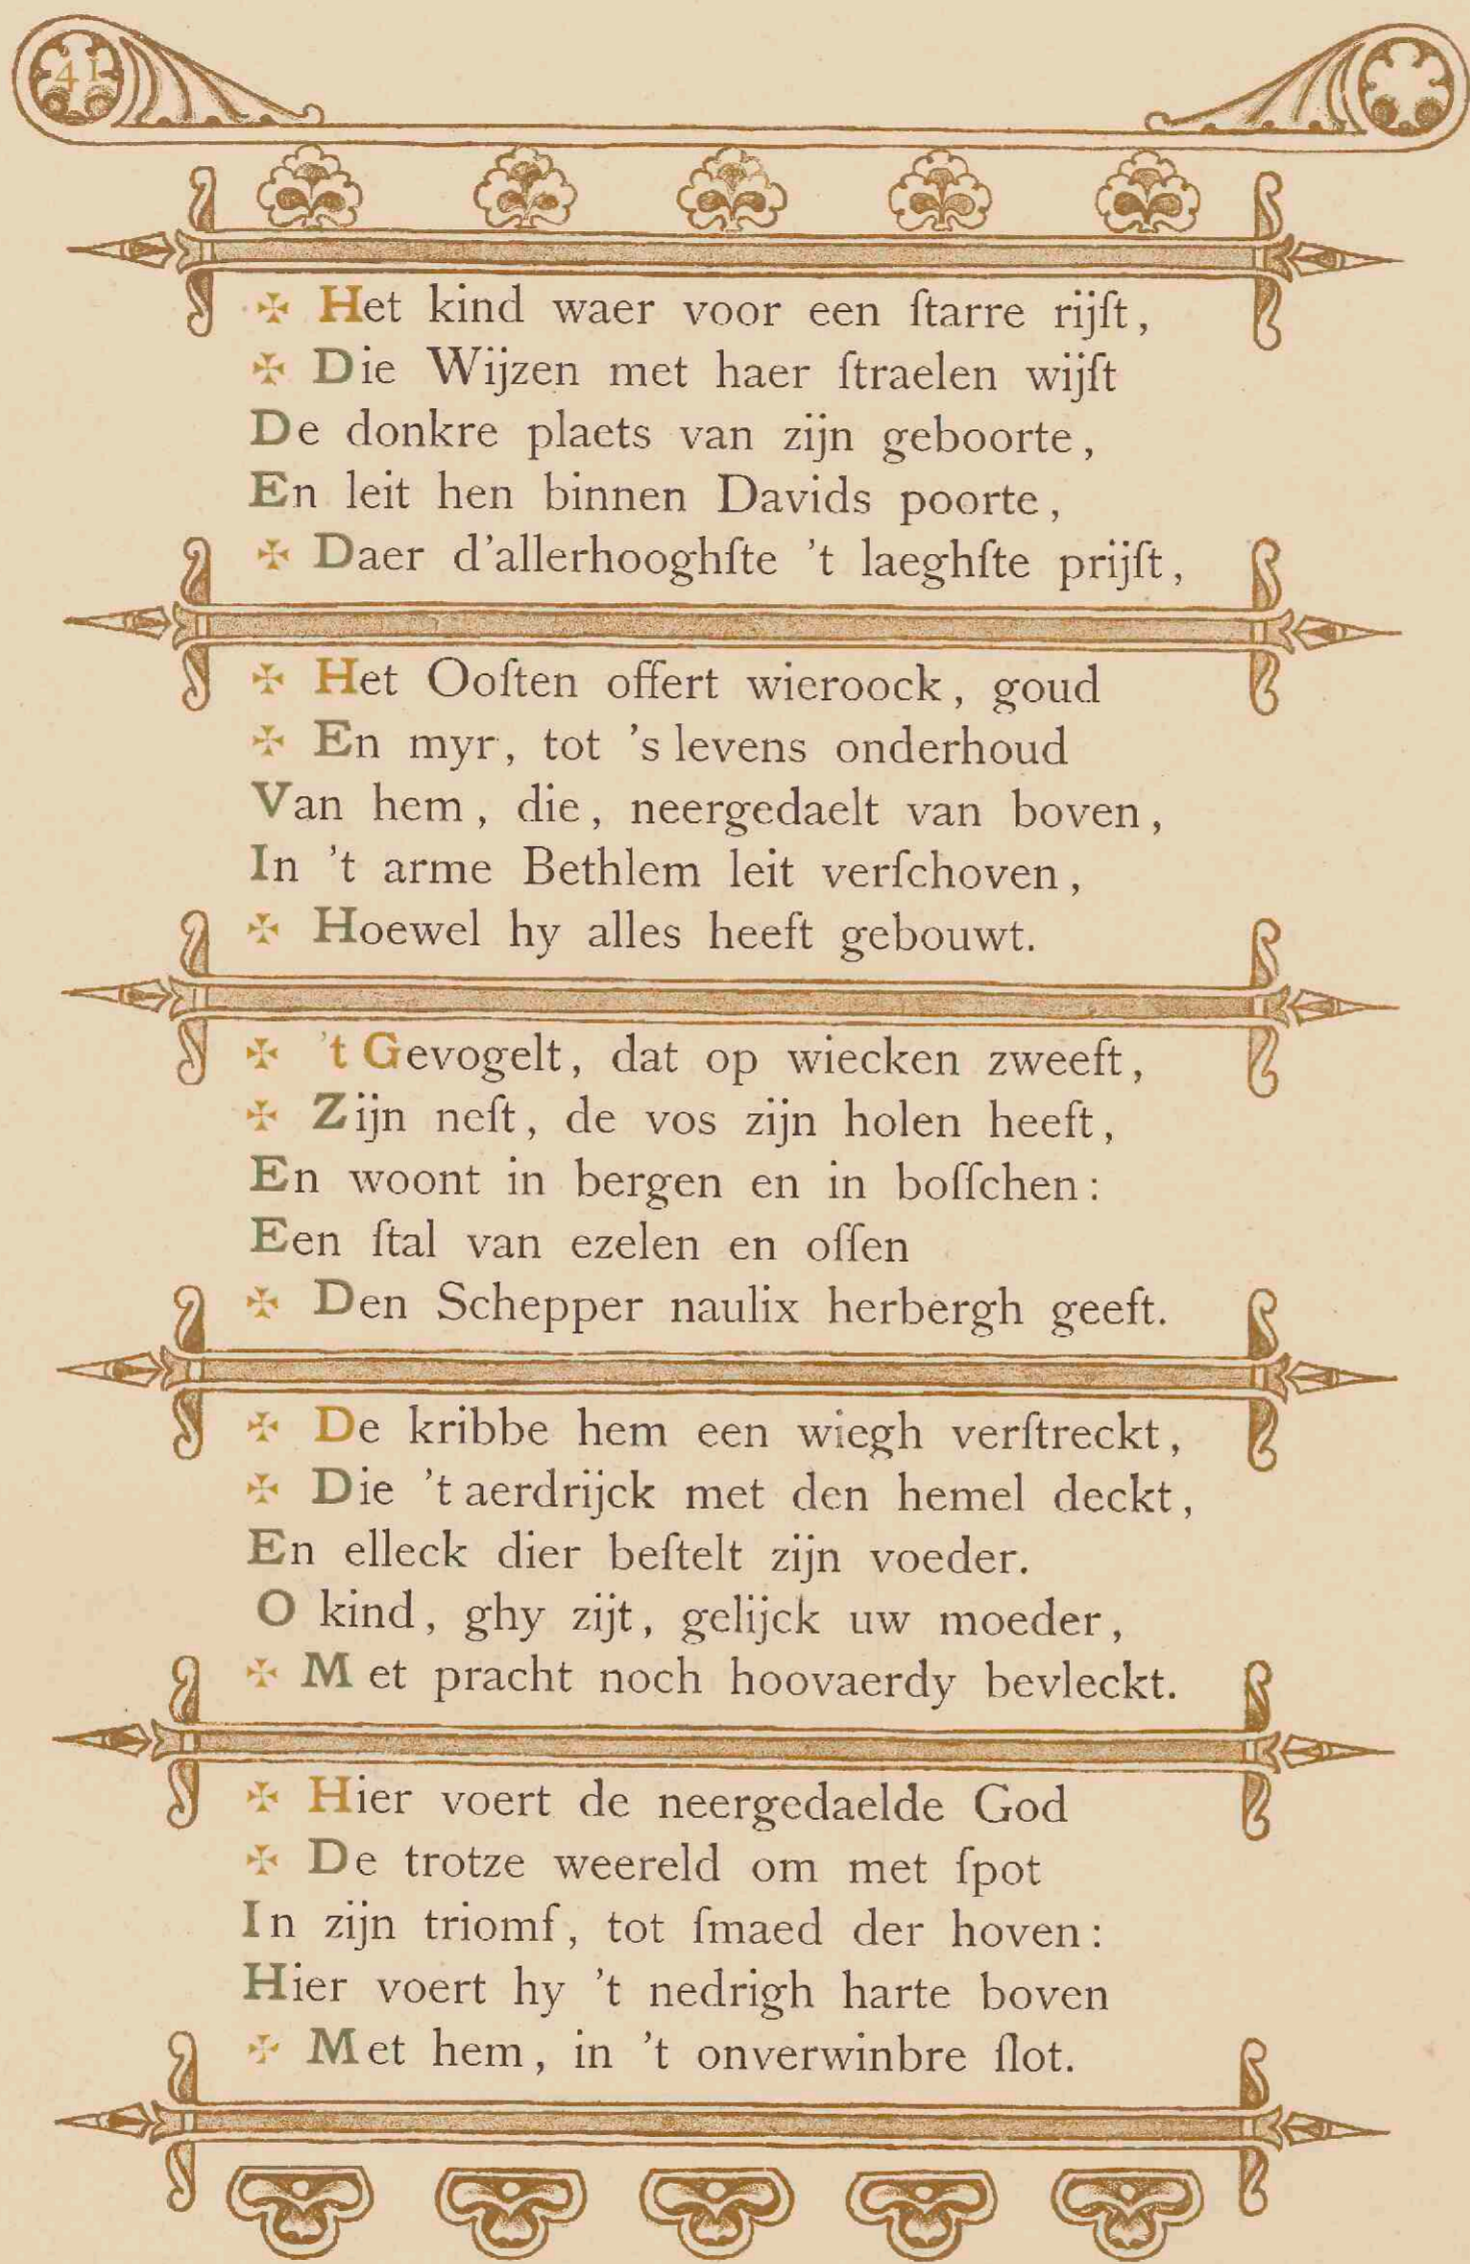 41
✠ Het kind waer voor een ſtarre rijſt,
✠ Die Wijzen met haer ſtraelen wijſt
De donkre plaets van zijn geboorte,
En leit hen binnen Davids poorte,
✠ Daer d'allerhooghſte 't laeghſte prijſt,
✠ Het Ooſten offert wieroock, goud
✠ En myr, tot 's levens onderhoud
Van hem, die, neergedaelt van boven,
In 't arme Bethlem leit verſchoven,
✠ Hoewel hy alles heeft gebouwt.
✠ 't Gevogelt, dat op wiecken zweeft,
✠ Zijn neſt, de vos zijn holen heeft,
En woont in bergen en in boſſchen:
Een ſtal van ezelen en oſſen
✠ Den Schepper naulix herbergh geeft.
✠ De kribbe hem een wiegh verſtreckt,
✠ Die 't aerdrijck met den hemel deckt,
En elleck dier beſtelt zijn voeder.
O kind, ghy zijt, gelijck uw moeder,
✠ Met pracht noch hoovaerdy bevleckt.
✠ Hier voert de neergedaelde God
✠ De trotze weereld om met ſpot
In zijn triomf, tot ſmaed der hoven:
Hier voert hy 't nedrigh harte boven
✠ Met hem, in 't onverwinbre ſlot.